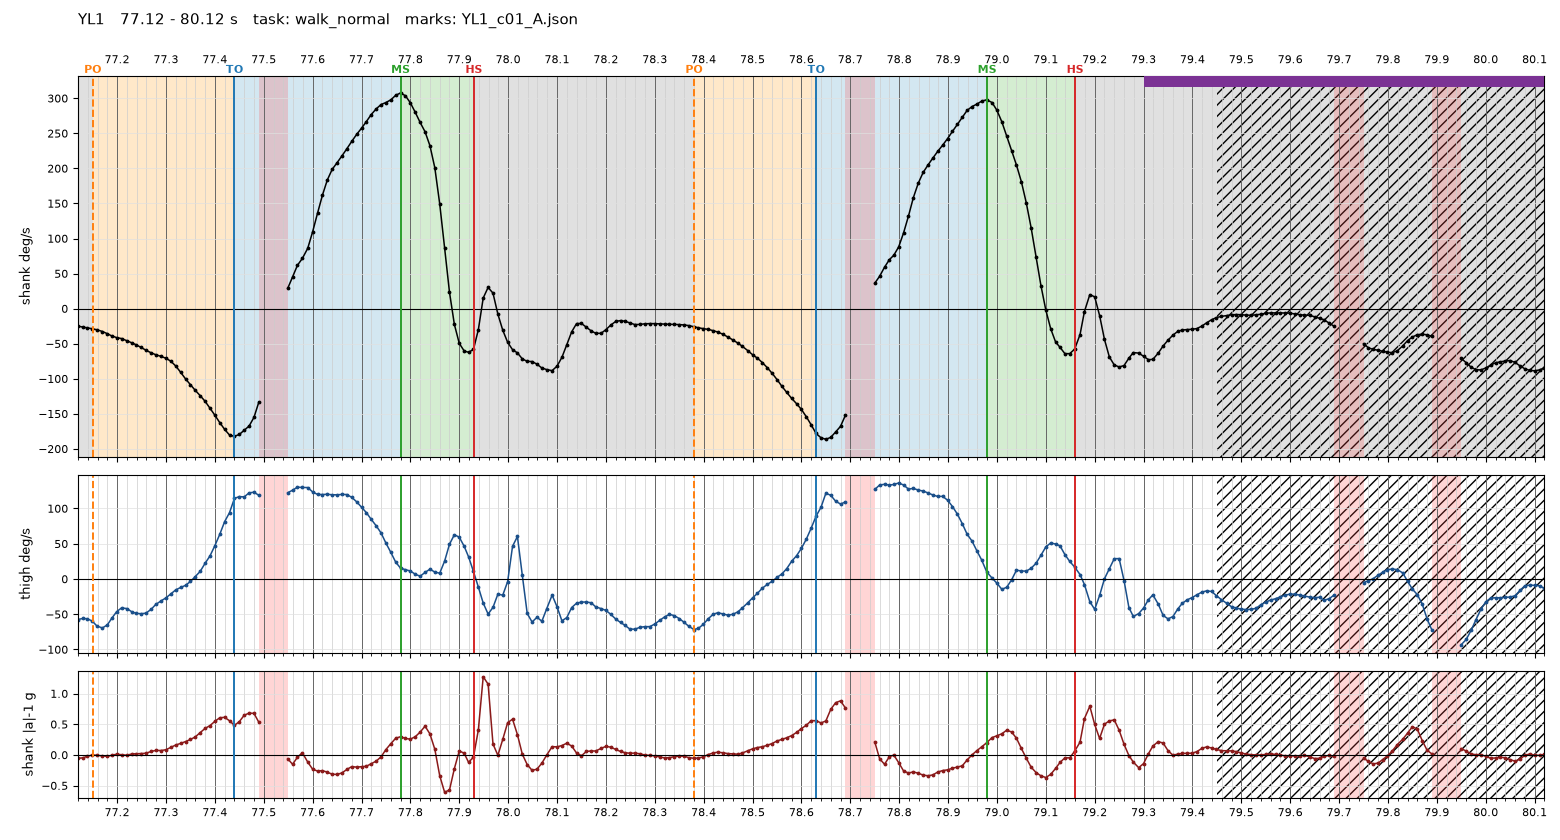 YL1   77.12 - 80.12 s   task: walk_normal   marks: YL1_c01_A.json
77.2 77.3 77.4 77.5 77.6 77.7 77.8 77.9 78.0 78.1 78.2 78.3 78.4 78.5 78.6 78.7 78.8 78.9 79.0 79.1 79.2 79.3 79.4 79.5 79.6 79.7 79.8 79.9 80.0 80.1
PO TO MS HS PO TO MS HS
shank deg/s
300
250
200
150
100
50
0
−50
−100
−150
−200
thigh deg/s
100
50
0
−50
−100
shank |a|-1 g
1.0
0.5
0.0
−0.5
77.2 77.3 77.4 77.5 77.6 77.7 77.8 77.9 78.0 78.1 78.2 78.3 78.4 78.5 78.6 78.7 78.8 78.9 79.0 79.1 79.2 79.3 79.4 79.5 79.6 79.7 79.8 79.9 80.0 80.1